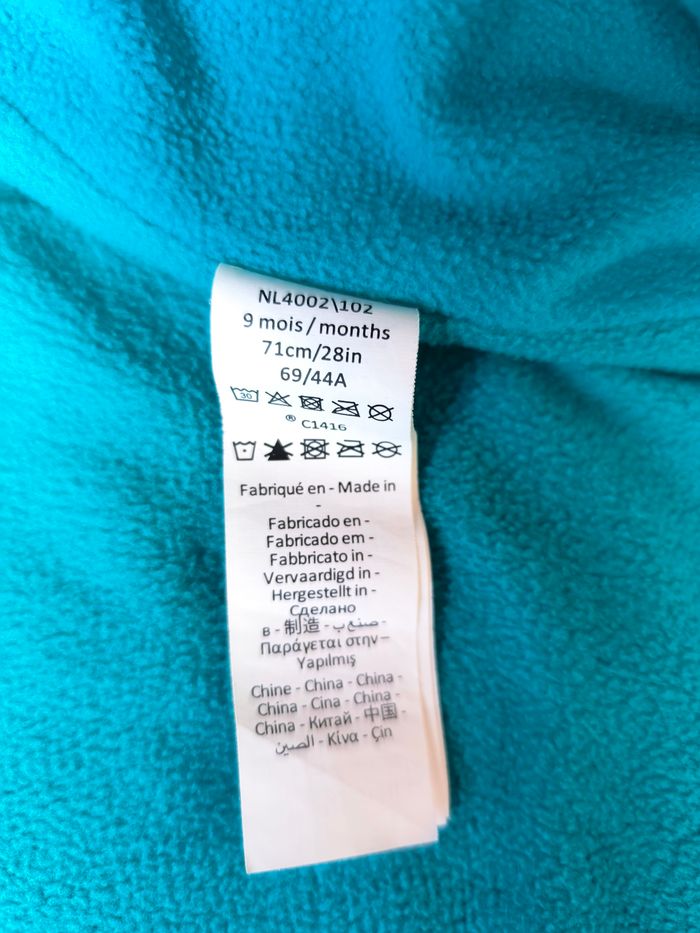 NL4002\102
9 mois / months
71cm/28in
69/44A
30
® C1416
Fabriqué en - Made in
-
Fabricado en -
Fabricado em -
Fabbricato in -
Vervaardigd in -
Hergestellt in -
Сделано
в - 制造 - صنع ب -
Παράγεται στην –
Yapılmış
Chine - China - China -
China - Cina - China -
China - Китай - 中国 -
الصين - Κίνα - Çin